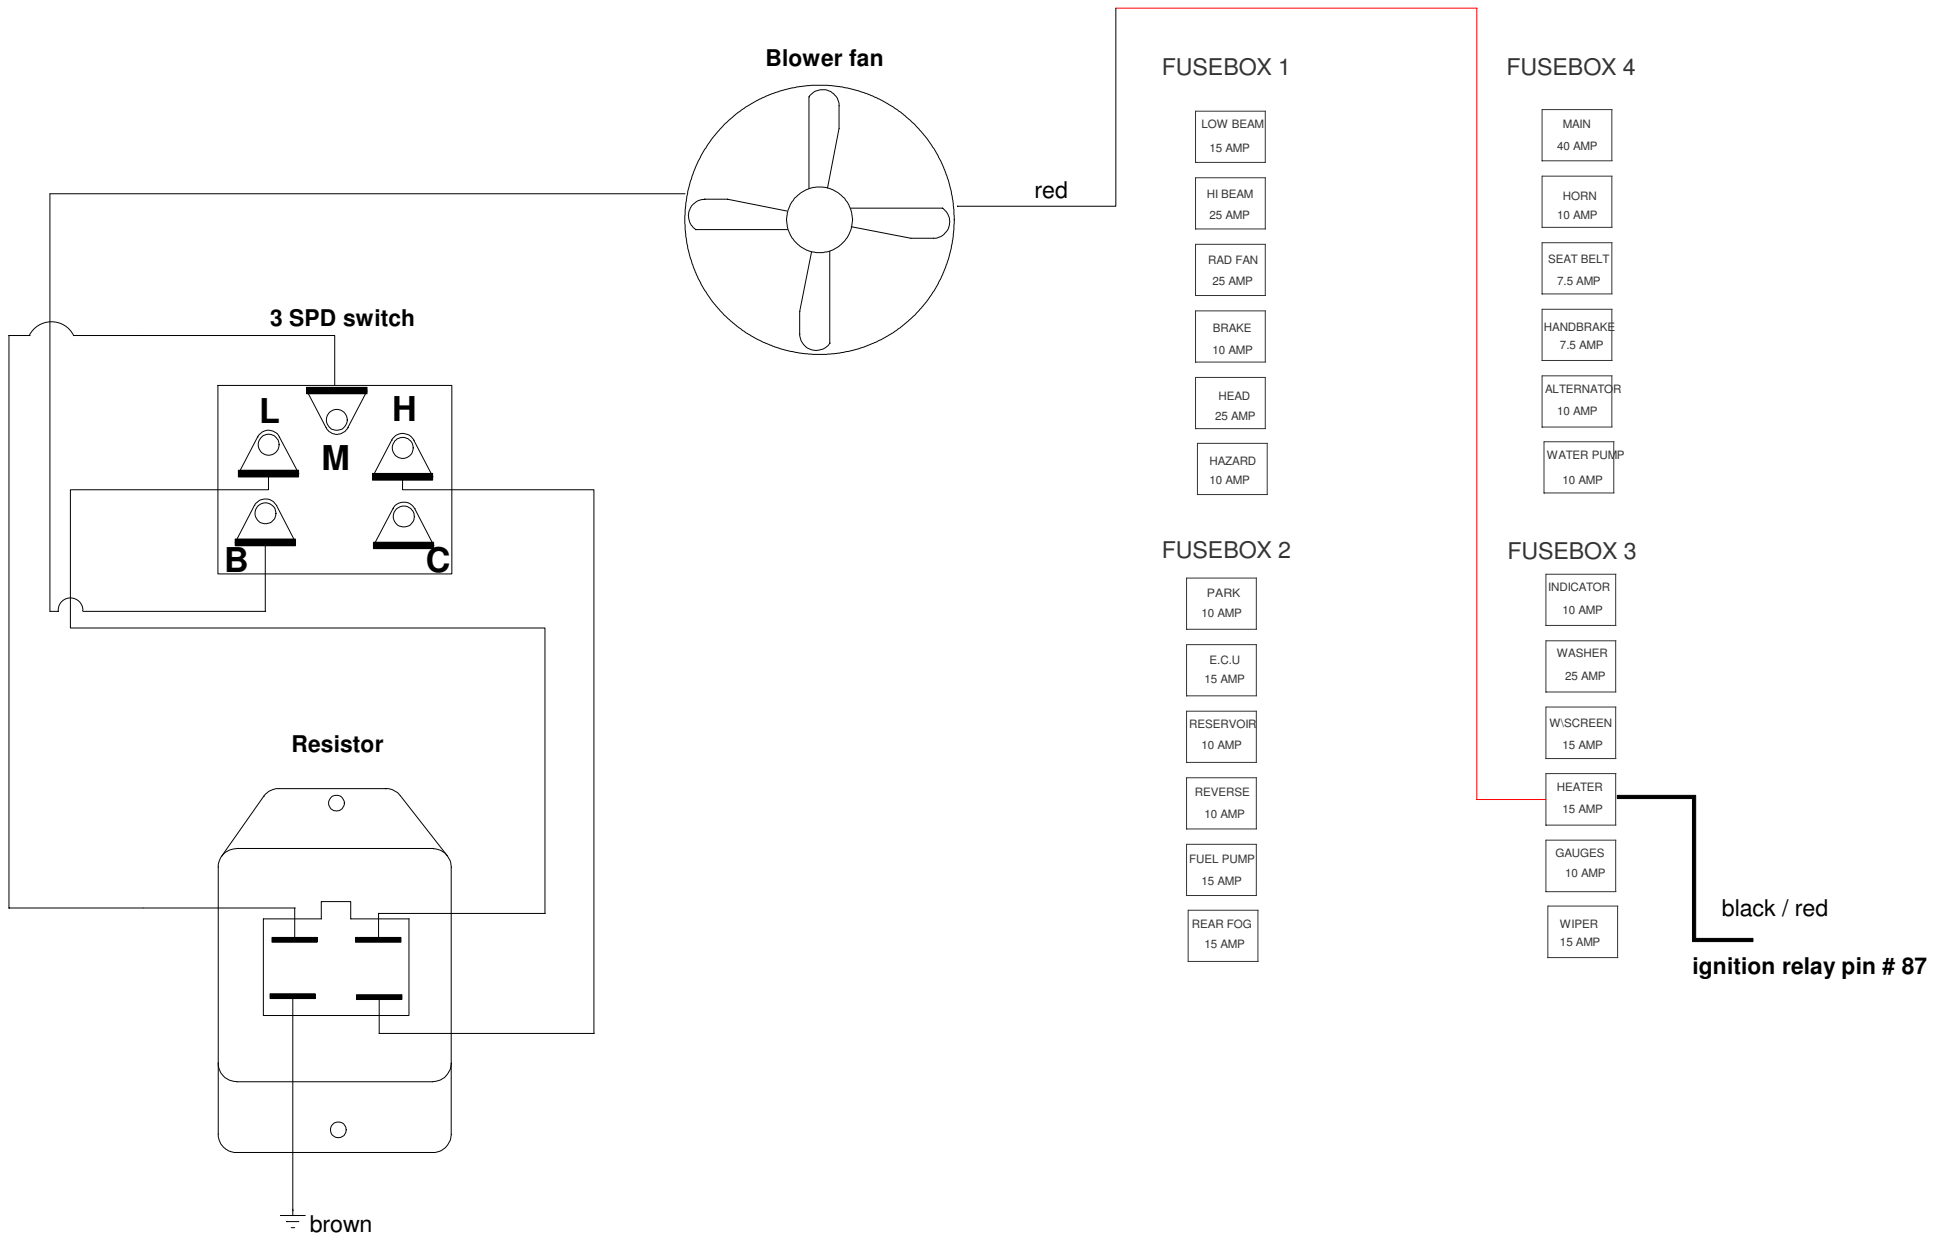 Blower fan
red
3 SPD switch
L
H
M
B
C
Resistor
brown
FUSEBOX 1
LOW BEAM
15 AMP
HI BEAM
25 AMP
RAD FAN
25 AMP
BRAKE
10 AMP
HEAD
25 AMP
HAZARD
10 AMP
FUSEBOX 4
MAIN
40 AMP
HORN
10 AMP
SEAT BELT
7.5 AMP
HANDBRAKE
7.5 AMP
ALTERNATOR
10 AMP
WATER PUMP
10 AMP
FUSEBOX 2
PARK
10 AMP
E.C.U
15 AMP
RESERVOIR
10 AMP
REVERSE
10 AMP
FUEL PUMP
15 AMP
REAR FOG
15 AMP
FUSEBOX 3
INDICATOR
10 AMP
WASHER
25 AMP
W\SCREEN
15 AMP
HEATER
15 AMP
GAUGES
10 AMP
WIPER
15 AMP
black / red
ignition relay pin # 87